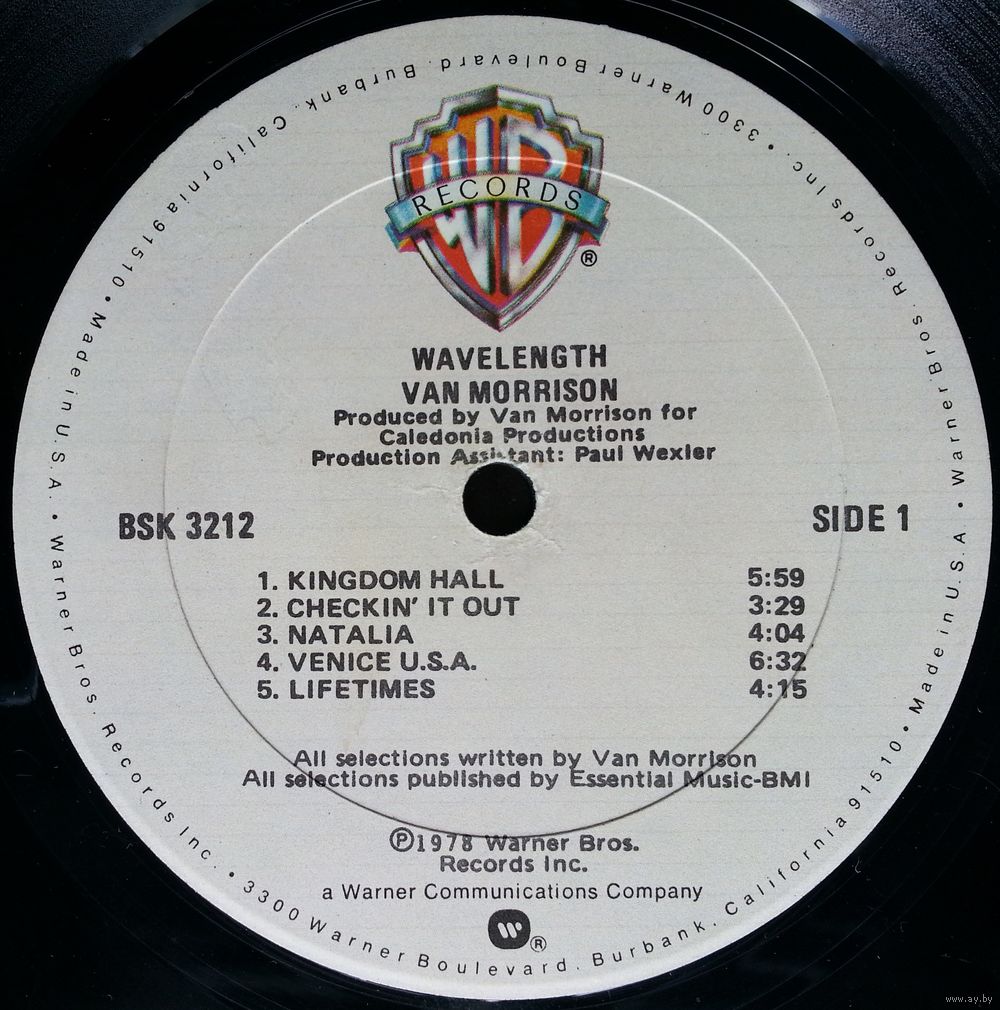 WB
RECORDS
®
WAVELENGTH
VAN MORRISON
Produced by Van Morrison for
Caledonia Productions
Production Assistant: Paul Wexler
BSK 3212
SIDE 1
1. KINGDOM HALL 5:59
2. CHECKIN' IT OUT 3:29
3. NATALIA 4:04
4. VENICE U.S.A. 6:32
5. LIFETIMES 4:15
All selections written by Van Morrison
All selections published by Essential Music-BMI
℗1978 Warner Bros.
Records Inc.
a Warner Communications Company
®
Warner Bros. Records Inc. • 3300 Warner Boulevard. Burbank. California 91510 • Made in U.S.A. • Warner Bros. Records Inc. • 3300 Warner Boulevard. Burbank. California 91510 • Made in U.S.A. •
www.ay.by